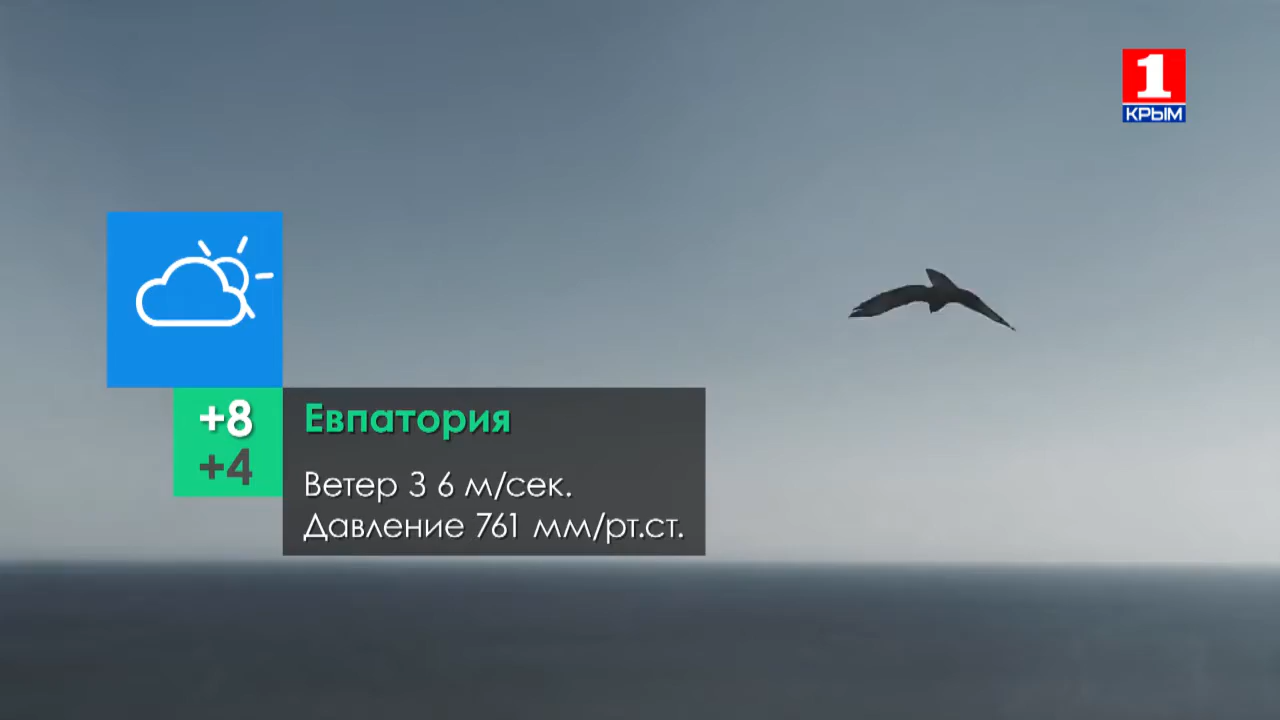 1
КРЫМ
+8
+4
Евпатория
Ветер 3 6 м/сек.
Давление 761 мм/рт.ст.